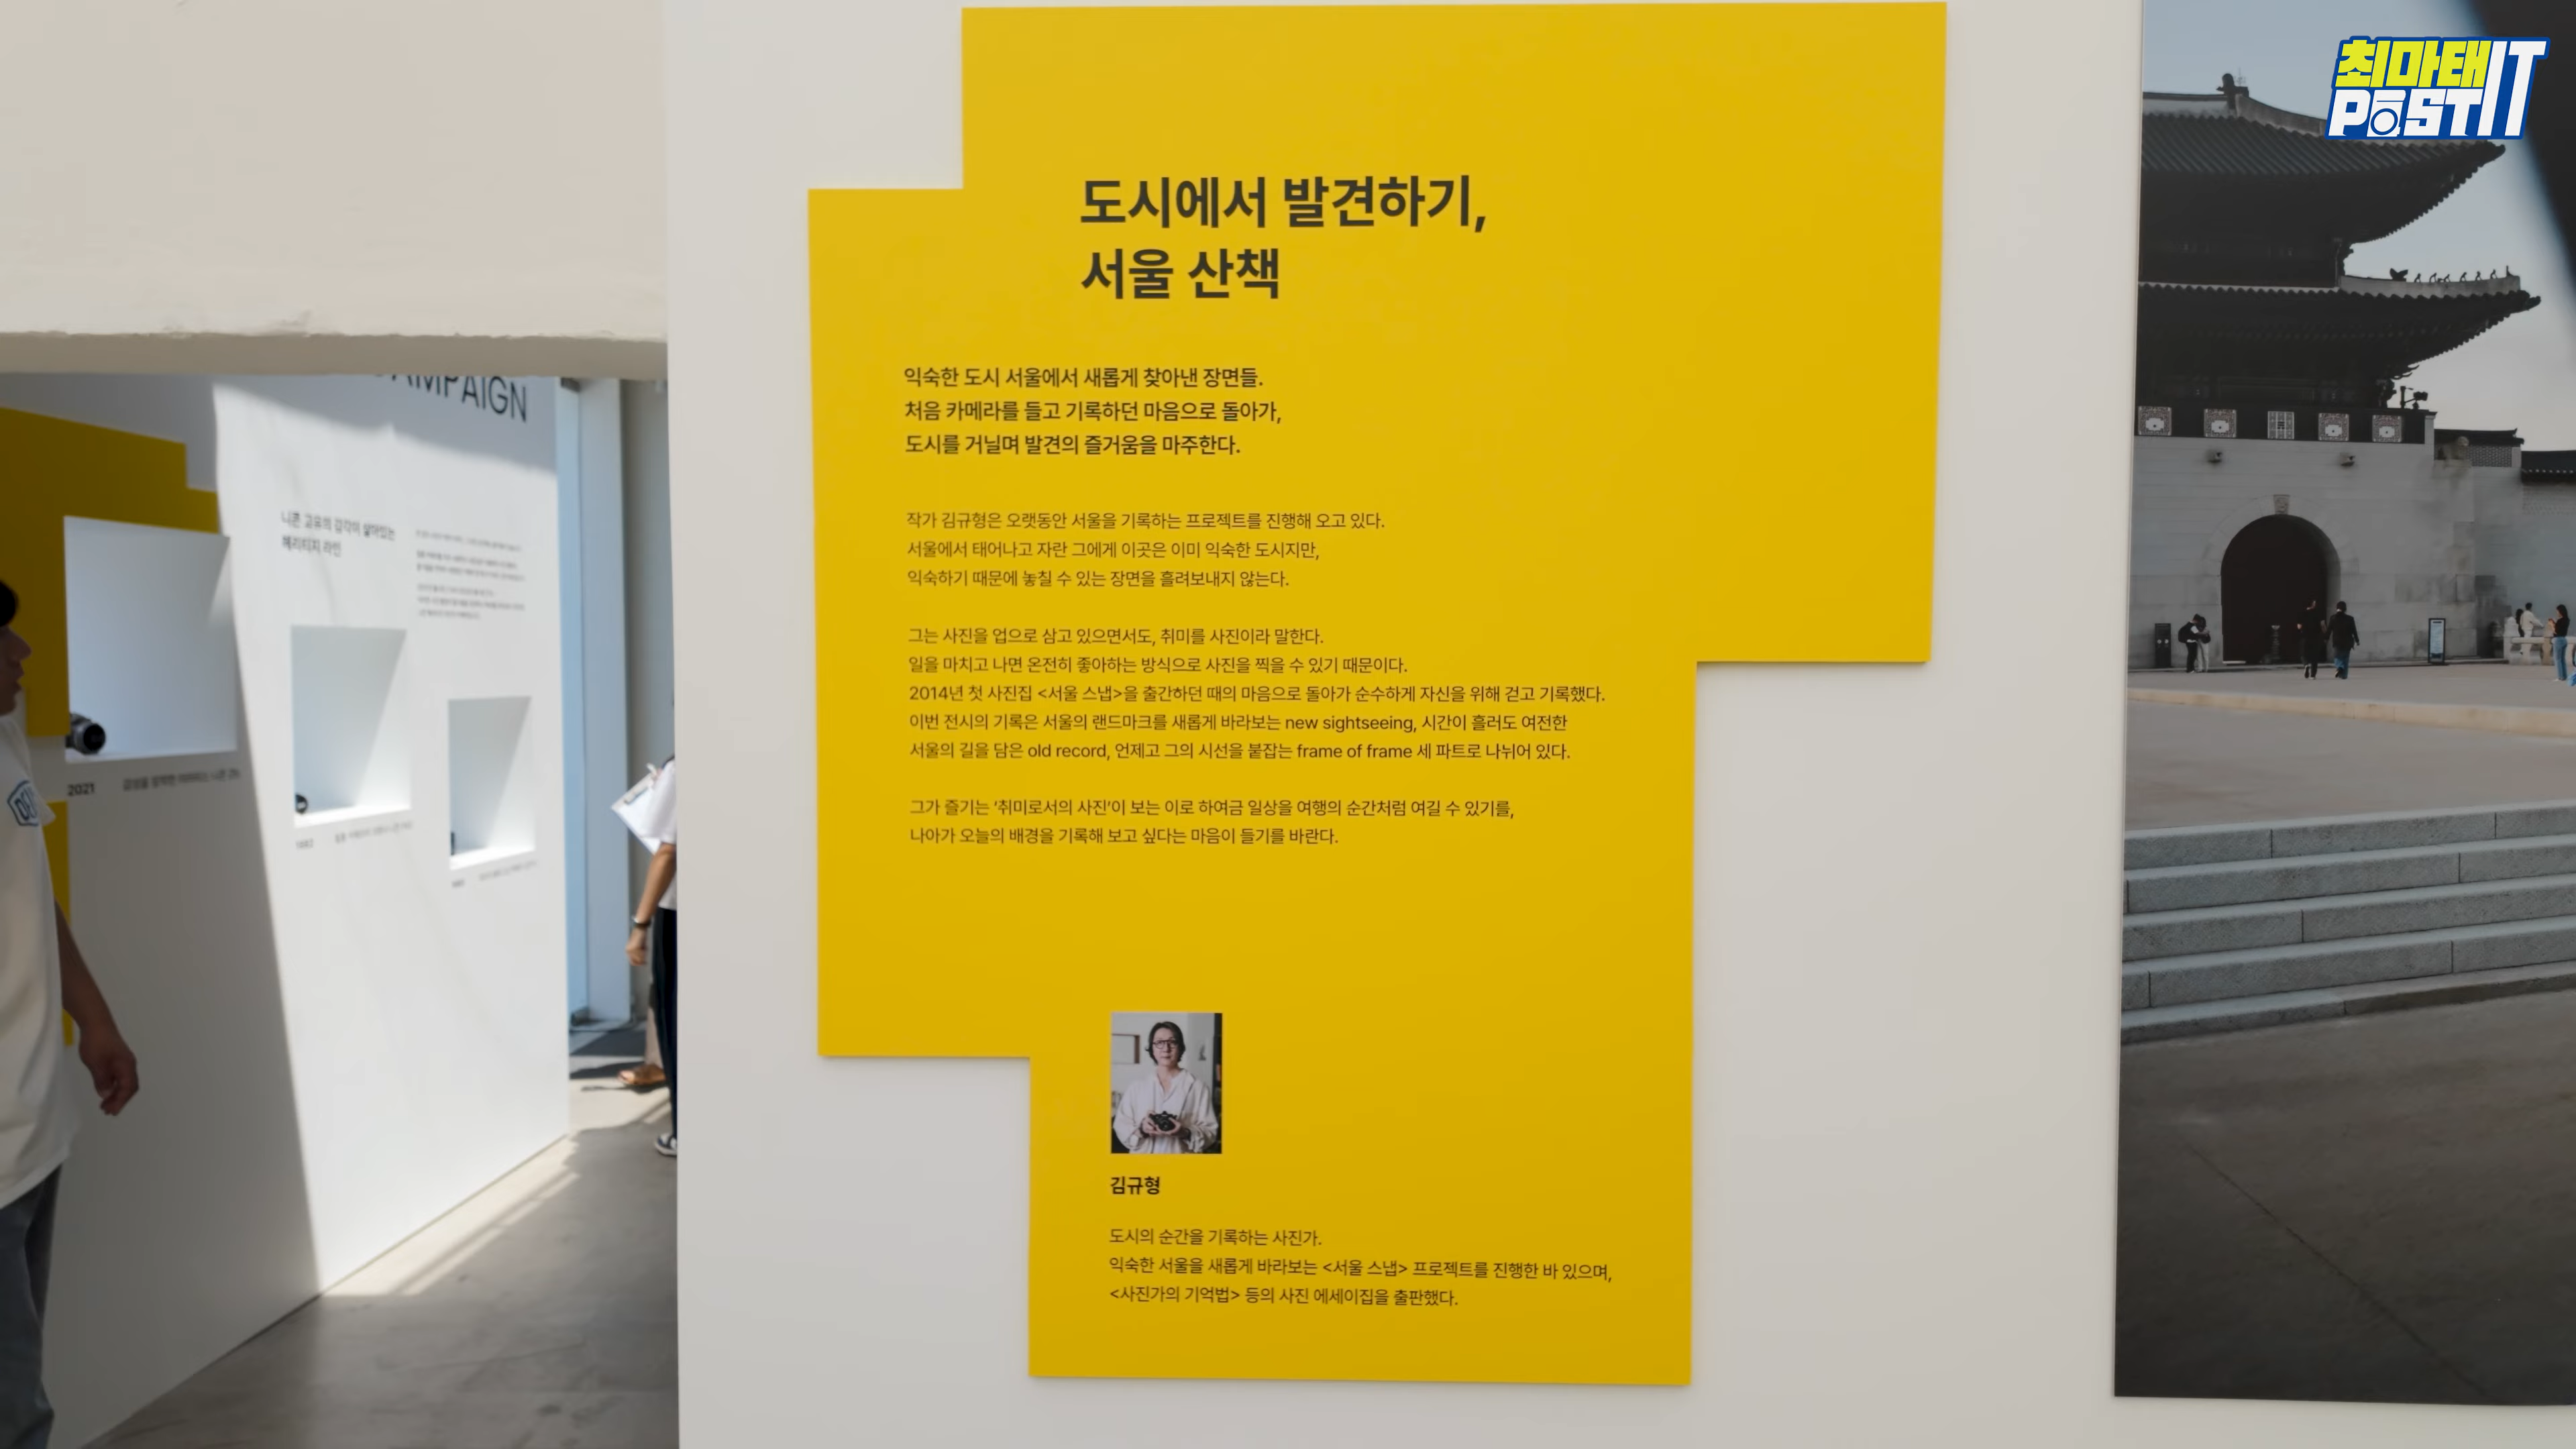 최마태
POST IT
CAMPAIGN
니콘 고유의 감각이 살아있는
헤리티지 라인
2021
도시에서 발견하기,
서울 산책
익숙한 도시 서울에서 새롭게 찾아낸 장면들.
처음 카메라를 들고 기록하던 마음으로 돌아가,
도시를 거닐며 발견의 즐거움을 마주한다.
작가 김규형은 오랫동안 서울을 기록하는 프로젝트를 진행해 오고 있다.
서울에서 태어나고 자란 그에게 이곳은 이미 익숙한 도시지만,
익숙하기 때문에 놓칠 수 있는 장면을 흘려보내지 않는다.
그는 사진을 업으로 삼고 있으면서도, 취미를 사진이라 말한다.
일을 마치고 나면 온전히 좋아하는 방식으로 사진을 찍을 수 있기 때문이다.
2014년 첫 사진집 <서울 스냅>을 출간하던 때의 마음으로 돌아가 순수하게 자신을 위해 걷고 기록했다.
이번 전시의 기록은 서울의 랜드마크를 새롭게 바라보는 new sightseeing, 시간이 흘러도 여전한
서울의 길을 담은 old record, 언제고 그의 시선을 붙잡는 frame of frame 세 파트로 나뉘어 있다.
그가 즐기는 ‘취미로서의 사진’이 보는 이로 하여금 일상을 여행의 순간처럼 여길 수 있기를,
나아가 오늘의 배경을 기록해 보고 싶다는 마음이 들기를 바란다.
김규형
도시의 순간을 기록하는 사진가.
익숙한 서울을 새롭게 바라보는 <서울 스냅> 프로젝트를 진행한 바 있으며,
<사진가의 기억법> 등의 사진 에세이집을 출판했다.